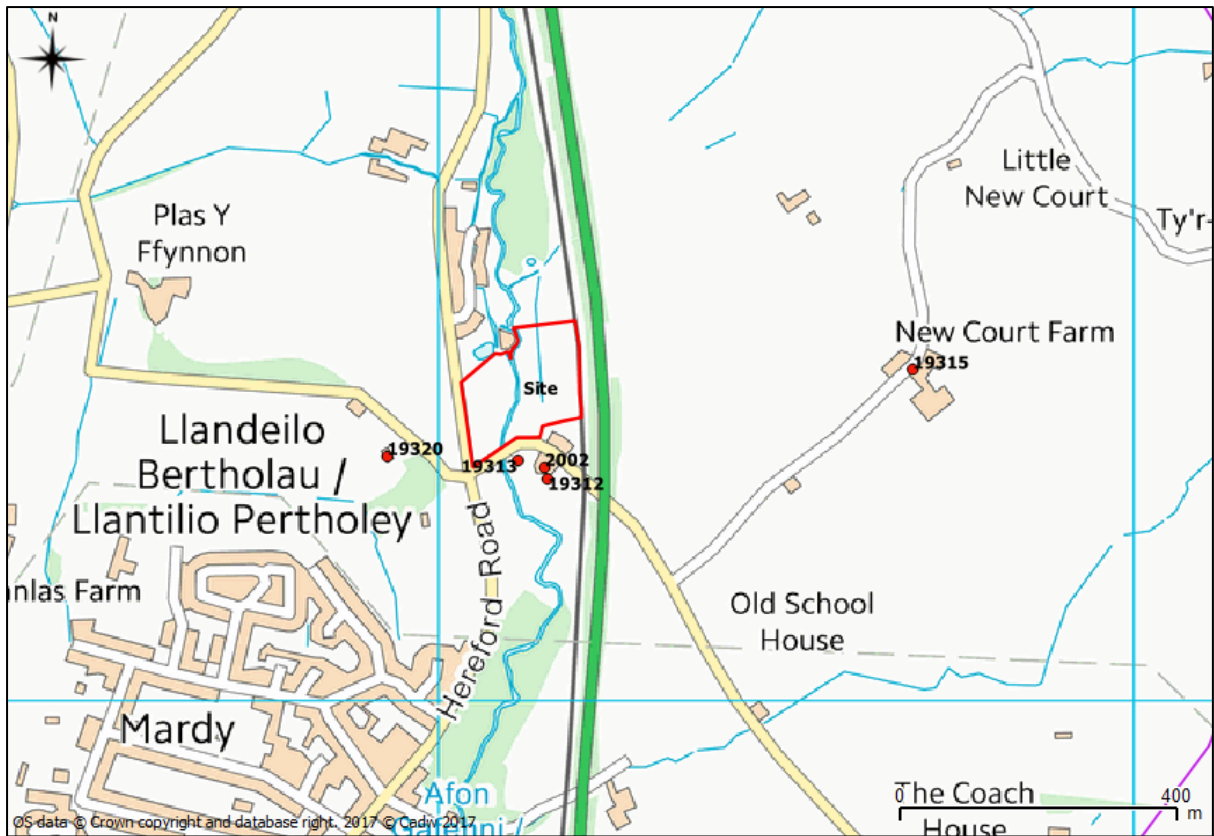 N
Plas Y
Ffynnon
Little
New Court
Ty'r-
New Court Farm
19315
Site
Llandeilo
Bertholau /
Llantilio Pertholey
19320
19313
2002
19312
Hereford Road
anlas Farm
Old School
House
Mardy
Afon
Gafenni /
The Coach
House
0 400
m
OS data © Crown copyright and database right. 2017 © Cadw 2017